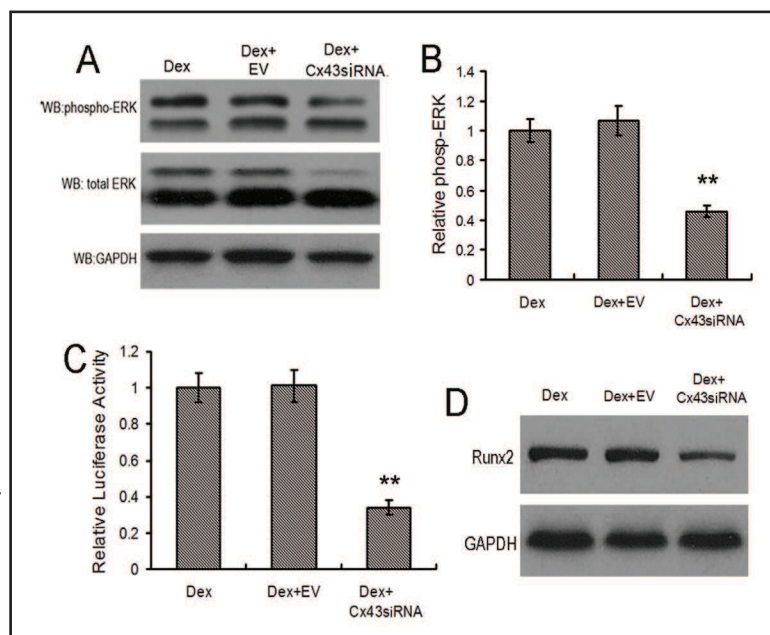 A
Dex
Dex+
EV
Dex+
Cx43siRNA.
WB:phospho-ERK
WB: total ERK
WB:GAPDH
B
Relative phosp-ERK
1.4
1.2
1
0.8
0.6
0.4
0.2
0
**
Dex
Dex+EV
Dex+
Cx43siRNA
C
Relative Luciferase Activity
1.2
1
0.8
0.6
0.4
0.2
0
**
Dex
Dex+EV
Dex+
Cx43siRNA
D
Dex
Dex+EV
Dex+
Cx43siRNA
Runx2
GAPDH